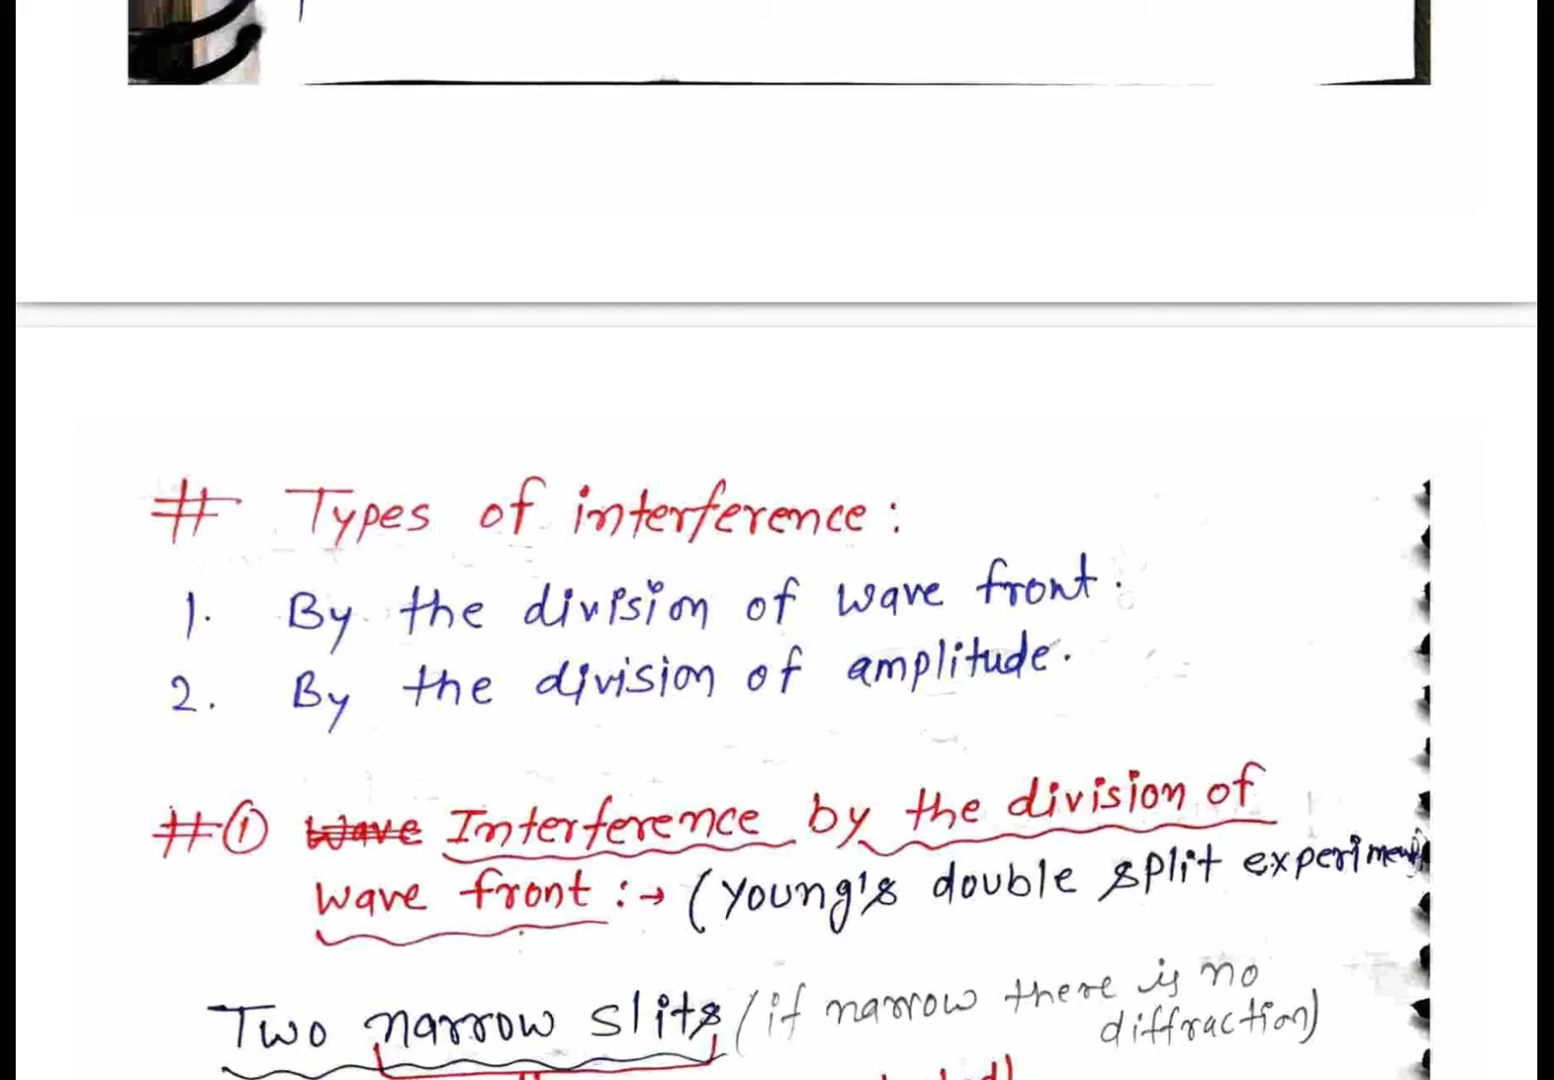 # Types of interference :
1. By the division of wave front.
2. By the division of amplitude.
#① Wave Interference by the division of
wave front :→ (Young's double split experiment
Two narrow slits (if narrow there is no
diffraction)